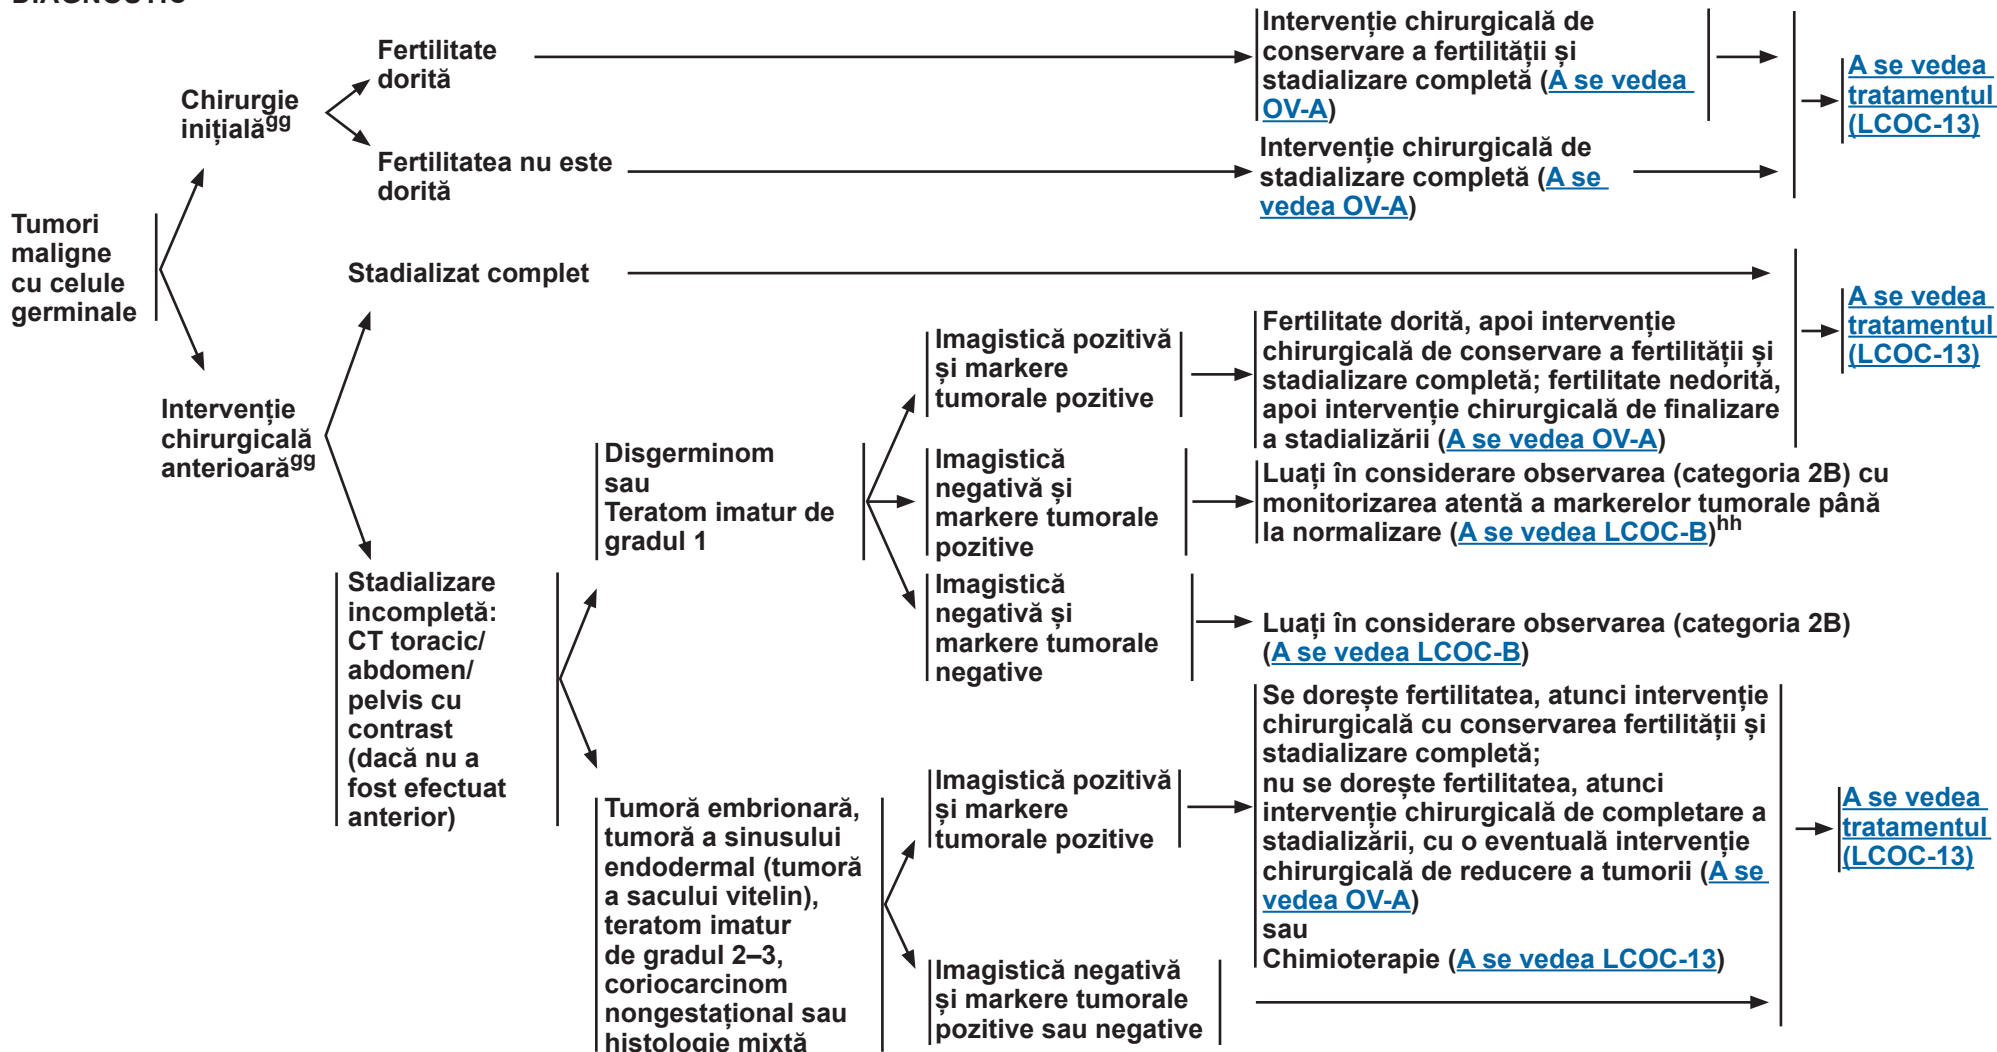 DIAGNOSTIC
Tumori
maligne
cu celule
germinale
Chirurgie
inițialăgg
Fertilitate
dorită
Intervenție chirurgicală de
conservare a fertilității și
stadializare completă (A se vedea
OV-A)
Fertilitatea nu este
dorită
Intervenție chirurgicală de
stadializare completă (A se
vedea OV-A)
A se vedea
tratamentul
(LCOC-13)
Intervenție
chirurgicală
anterioarăgg
Stadializat complet
A se vedea
tratamentul
(LCOC-13)
Stadializare
incompletă:
CT toracic/
abdomen/
pelvis cu
contrast
(dacă nu a
fost efectuat
anterior)
Disgerminom
sau
Teratom imatur de
gradul 1
Imagistică pozitivă
și markere
tumorale pozitive
Fertilitate dorită, apoi intervenție
chirurgicală de conservare a fertilității și
stadializare completă; fertilitate nedorită,
apoi intervenție chirurgicală de finalizare
a stadializării (A se vedea OV-A)
Imagistică
negativă și
markere tumorale
pozitive
Luați în considerare observarea (categoria 2B) cu
monitorizarea atentă a markerelor tumorale până
la normalizare (A se vedea LCOC-B)hh
Imagistică
negativă și
markere tumorale
negative
Luați în considerare observarea (categoria 2B)
(A se vedea LCOC-B)
Tumoră embrionară,
tumoră a sinusului
endodermal (tumoră
a sacului vitelin),
teratom imatur
de gradul 2–3,
coriocarcinom
nongestațional sau
histologie mixtă
Imagistică pozitivă
și markere
tumorale pozitive
Se dorește fertilitatea, atunci intervenție
chirurgicală cu conservarea fertilității și
stadializare completă;
nu se dorește fertilitatea, atunci
intervenție chirurgicală de completare a
stadializării, cu o eventuală intervenție
chirurgicală de reducere a tumorii (A se
vedea OV-A)
sau
Chimioterapie (A se vedea LCOC-13)
Imagistică negativă
și markere tumorale
pozitive sau negative
A se vedea
tratamentul
(LCOC-13)